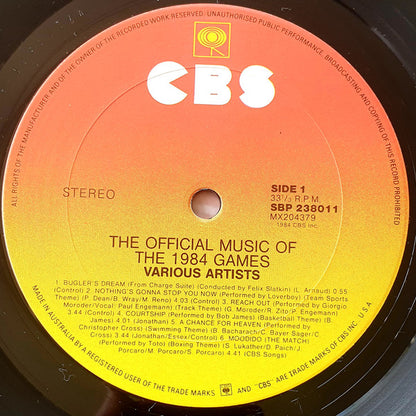 ALL RIGHTS OF THE MANUFACTURER AND OF THE OWNER OF THE RECORDED WORK RESERVED. UNAUTHORISED PUBLIC PERFORMANCE, BROADCASTING AND COPYING OF THIS RECORD PROHIBITED
CBS
STEREO
SIDE 1
33 1/3 R.P.M
SBP 238011
MX204379
1984 CBS Inc.
THE OFFICIAL MUSIC OF
THE 1984 GAMES
VARIOUS ARTISTS
1. BUGLER'S DREAM (From Charge Suite) (Conducted by Felix Slatkin) (L. Arnaud) 0 55
(Control) 2. NOTHING'S GONNA STOP YOU NOW (Performed by Loverboy) (Team Sports
Theme) (P. Dean/B. Wray/M. Reno) 4.03 (Control) 3. REACH OUT (Performed by Giorgio
Moroder/Vocal: Paul Engemann) (Track Theme) (G. Moroder/R. Zito/P. Engemann)
3 44 (Control) 4. COURTSHIP (Performed by Bob James) (Basketball Theme) (B.
James) 4.01 (Jonathan) 5. A CHANCE FOR HEAVEN (Performed by
Christopher Cross) (Swimming Theme) (B. Bacharach/C. Bayer Sager/C.
Cross) 3.44 (Jonathan/Essex/Control) 6. MOODIDO (THE MATCH)
(Performed by Toto) (Boxing Theme) (S. Lukather/D. Paich/J.
Porcaro/M. Porcaro/S. Porcaro) 4.41 (CBS Songs)
MADE IN AUSTRALIA BY A REGISTERED USER OF THE TRADE MARKS AND "CBS" ARE TRADE MARKS OF CBS INC. U.S.A.